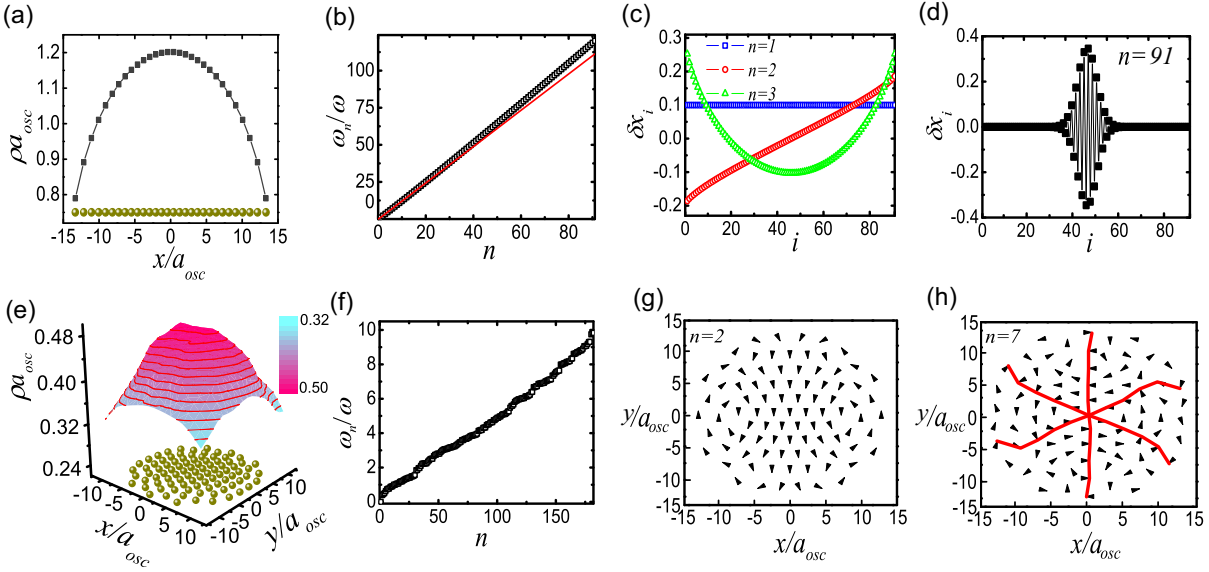 (a)
ρa_osc
1.2
1.1
1.0
0.9
0.8
-15 -10 -5 0 5 10 15
x/a_osc
(b)
ω_n/ω
100
75
50
25
0
0 20 40 60 80
n
(c)
δx_i
0.3
0.2
0.1
0.0
-0.1
-0.2
-0.3
n=1
n=2
n=3
0 20 40 60 80
i
(d)
δx_i
0.4
0.2
0.0
-0.2
-0.4
n=91
0 20 40 60 80
i
(e)
ρa_osc
0.48
0.40
0.32
0.24
0.32
0.50
-10 -5 0 5 10
x/a_osc
-10 -5 0 5 10
y/a_osc
(f)
ω_n/ω
10
8
6
4
2
0
0 50 100 150
n
(g)
n=2
y/a_osc
15
10
5
0
-5
-10
-15
-15 -10 -5 0 5 10 15
x/a_osc
(h)
n=7
y/a_osc
15
10
5
0
-5
-10
-15
-15 -10 -5 0 5 10 15
x/a_osc